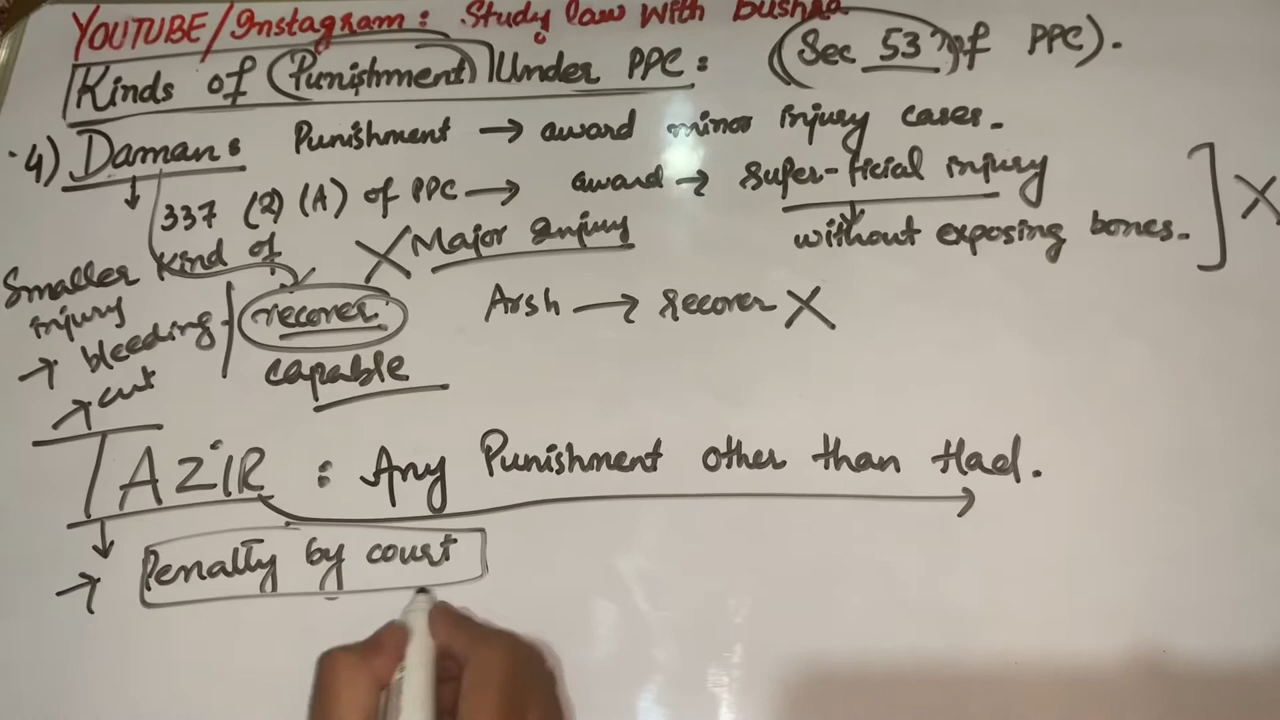 YOUTUBE/Instagram: Study law with bushra
Kinds of (Punishment) Under PPC: (Sec 53 of PPC).
4) Daman: Punishment → award minor injury cases.
337 (2) (A) of PPC → award → super-ficial injury
without exposing bones.
Smaller kind of
injury
→ bleeding
→ cut
X Major Injury
recover
capable
Arsh → recover X
X
TAZIR : Any Punishment other than Had.
→ Penalty by court